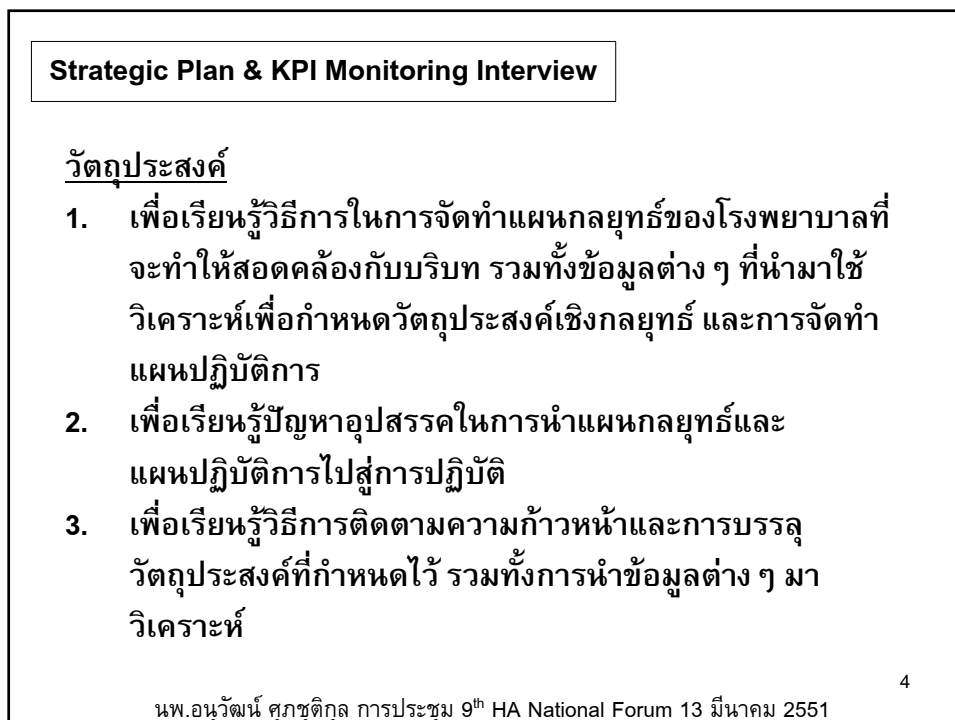 Strategic Plan & KPI Monitoring Interview
วัตถุประสงค์
1. เพื่อเรียนรู้วิธีการในการจัดทำแผนกลยุทธ์ของโรงพยาบาลที่
จะทำให้สอดคล้องกับบริบท รวมทั้งข้อมูลต่าง ๆ ที่นำมาใช้
วิเคราะห์เพื่อกำหนดวัตถุประสงค์เชิงกลยุทธ์ และการจัดทำ
แผนปฏิบัติการ
2. เพื่อเรียนรู้ปัญหาอุปสรรคในการนำแผนกลยุทธ์และ
แผนปฏิบัติการไปสู่การปฏิบัติ
3. เพื่อเรียนรู้วิธีการติดตามความก้าวหน้าและการบรรลุ
วัตถุประสงค์ที่กำหนดไว้ รวมทั้งการนำข้อมูลต่าง ๆ มา
วิเคราะห์
4
นพ.อนุวัฒน์ ศุภชุติกุล การประชุม 9th HA National Forum 13 มีนาคม 2551